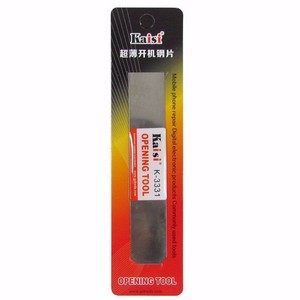 Kaisi
超薄开机钢片
Mobile phone repair Digital electronic products Commonly used tools
Kaisi
OPENING TOOL
K-3331
OPENING TOOL